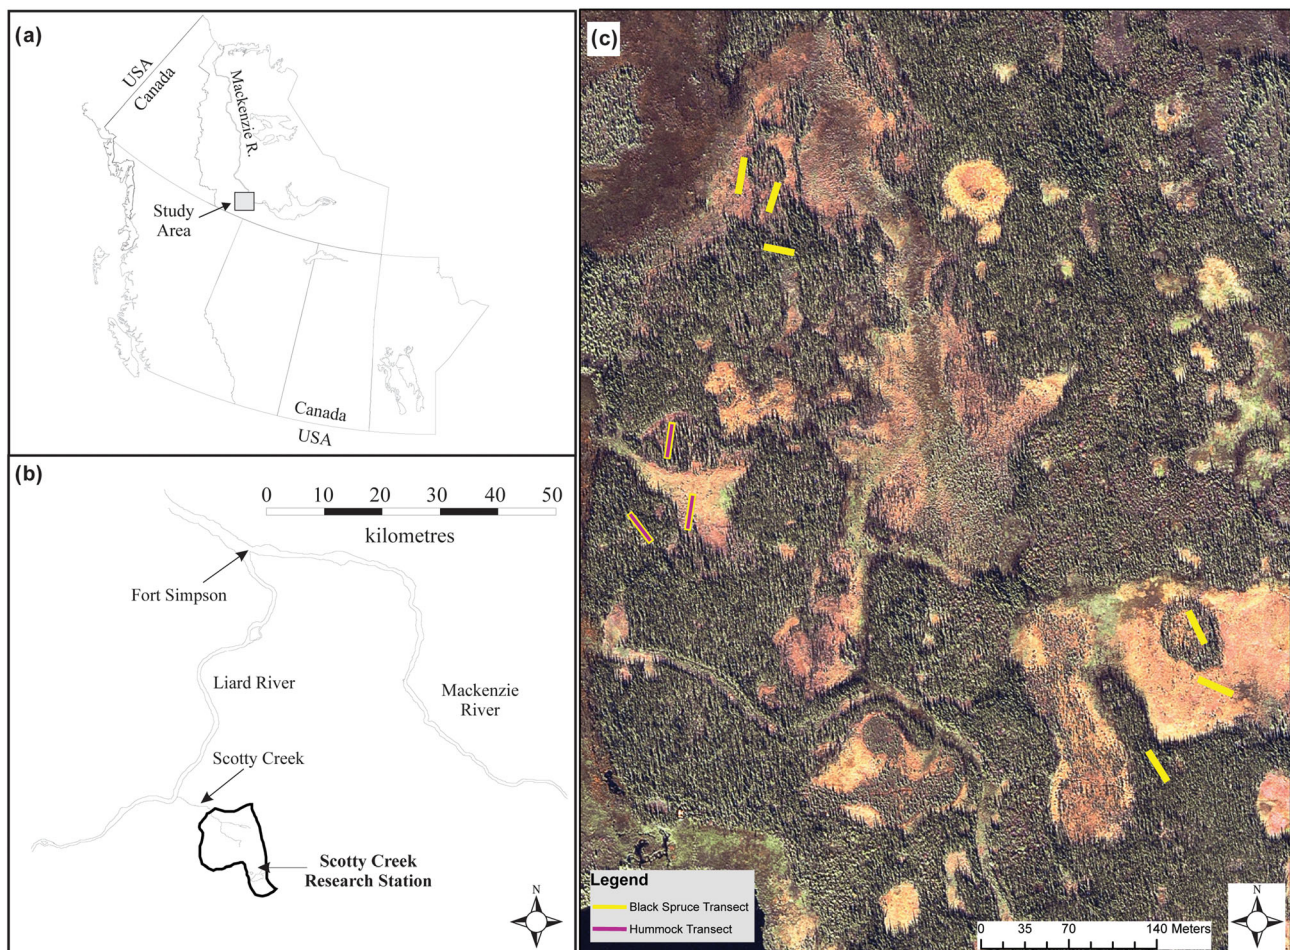 (a)
USA
Canada
Mackenzie R.
Study
Area
Canada
USA
(b)
0 10 20 30 40 50
kilometres
Fort Simpson
Liard River
Mackenzie
River
Scotty Creek
Scotty Creek
Research Station
N
(c)
Legend
Black Spruce Transect
Hummock Transect
0 35 70 140 Meters
N